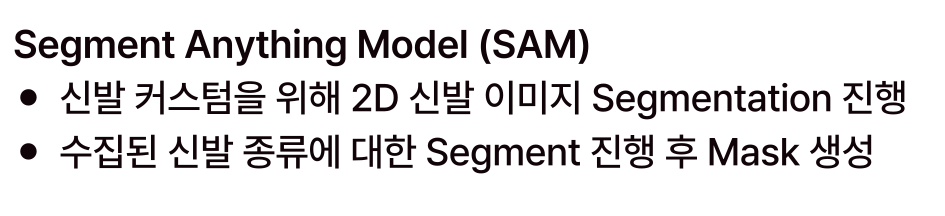 Segment Anything Model (SAM)
• 신발 커스텀을 위해 2D 신발 이미지 Segmentation 진행
• 수집된 신발 종류에 대한 Segment 진행 후 Mask 생성